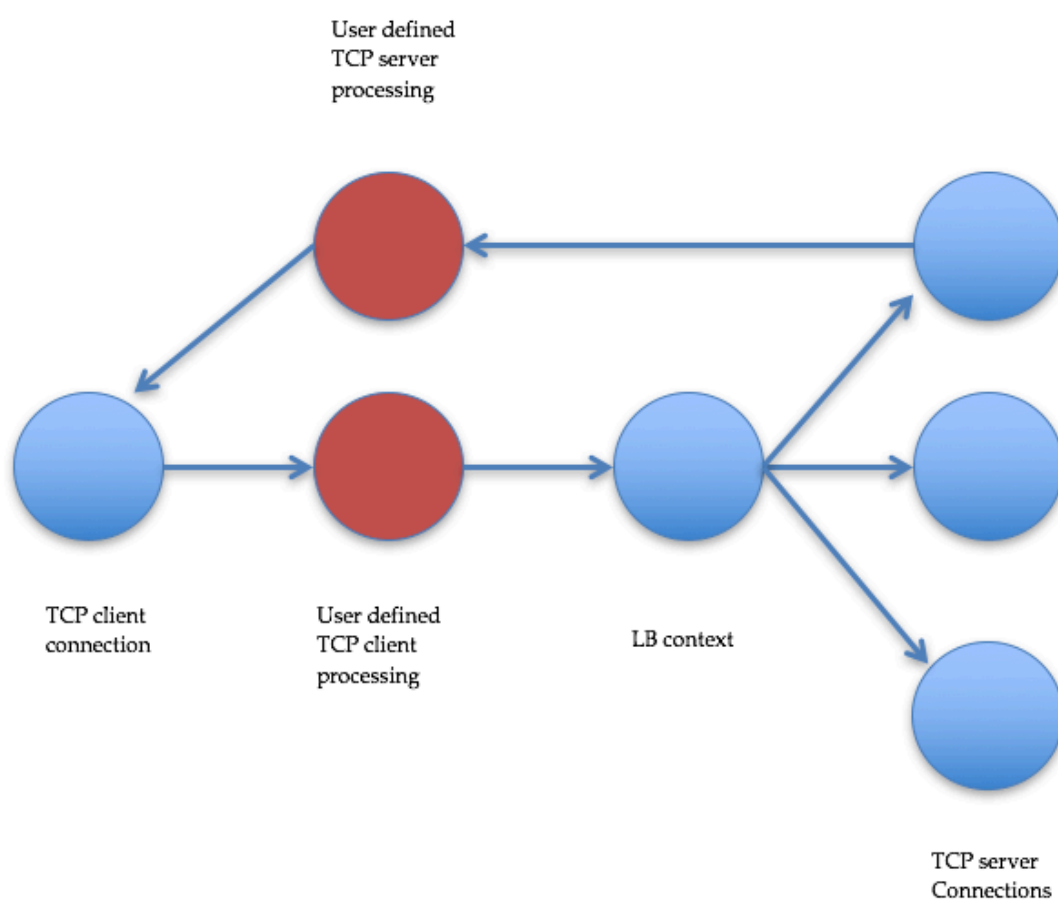 User defined
TCP server
processing
TCP client
connection
User defined
TCP client
processing
LB context
TCP server
Connections